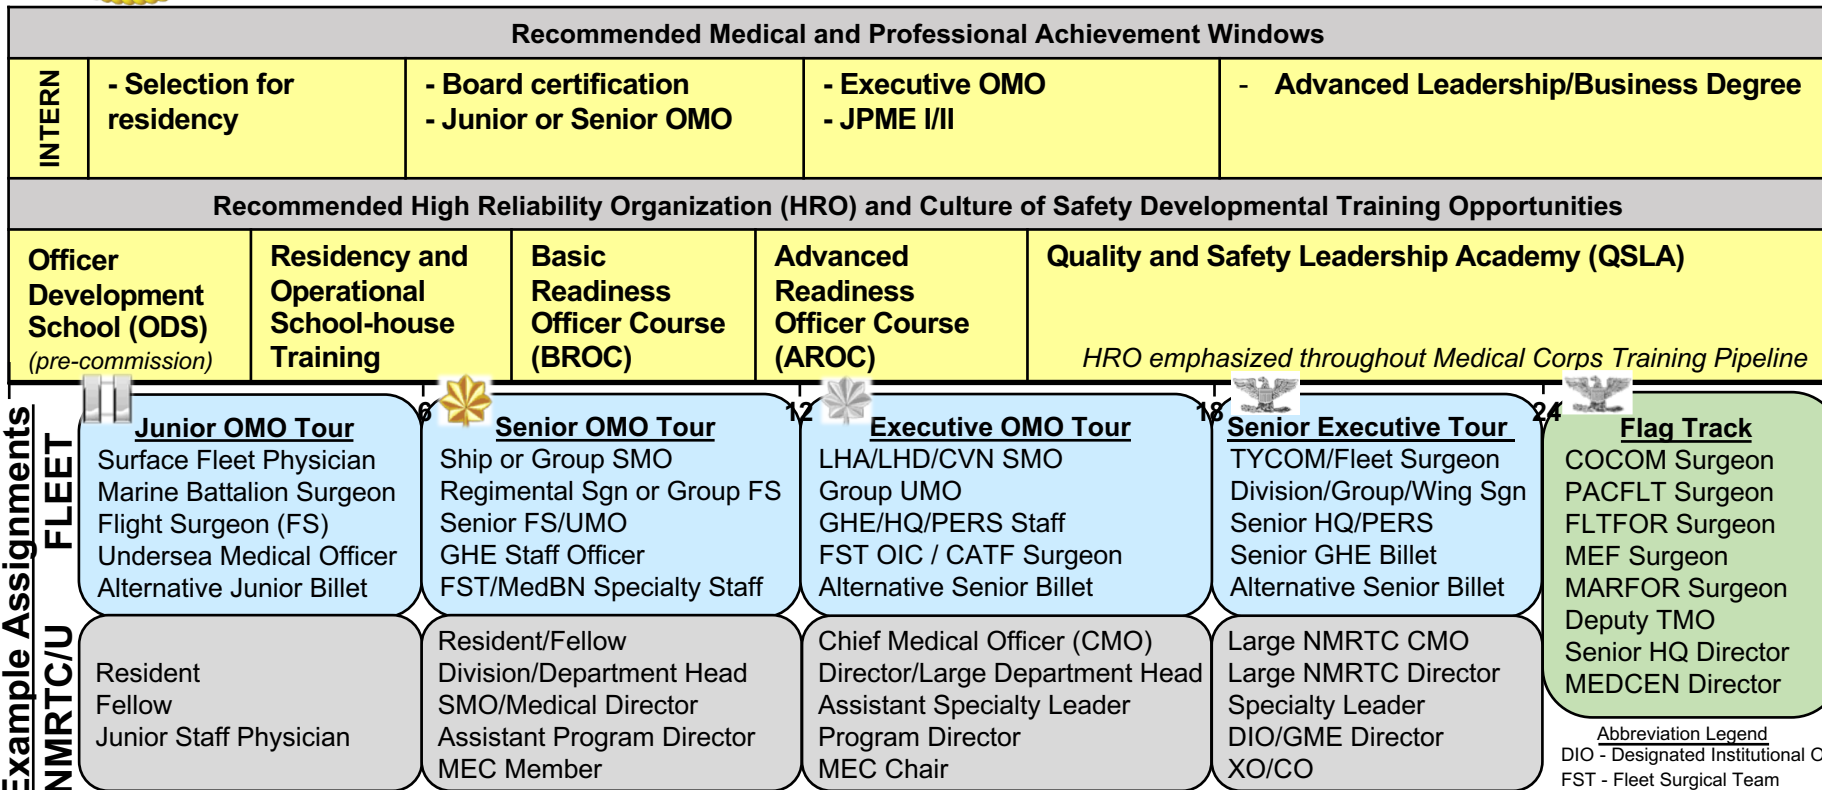 Recommended Medical and Professional Achievement Windows
INTERN
- Selection for
residency
- Board certification
- Junior or Senior OMO
- Executive OMO
- JPME I/II
- Advanced Leadership/Business Degree
Recommended High Reliability Organization (HRO) and Culture of Safety Developmental Training Opportunities
Officer
Development
School (ODS)
(pre-commission)
Residency and
Operational
School-house
Training
Basic
Readiness
Officer Course
(BROC)
Advanced
Readiness
Officer Course
(AROC)
Quality and Safety Leadership Academy (QSLA)
HRO emphasized throughout Medical Corps Training Pipeline
6
12
18
24
Example Assignments
FLEET
Junior OMO Tour
Surface Fleet Physician
Marine Battalion Surgeon
Flight Surgeon (FS)
Undersea Medical Officer
Alternative Junior Billet
Senior OMO Tour
Ship or Group SMO
Regimental Sgn or Group FS
Senior FS/UMO
GHE Staff Officer
FST/MedBN Specialty Staff
Executive OMO Tour
LHA/LHD/CVN SMO
Group UMO
GHE/HQ/PERS Staff
FST OIC / CATF Surgeon
Alternative Senior Billet
Senior Executive Tour
TYCOM/Fleet Surgeon
Division/Group/Wing Sgn
Senior HQ/PERS
Senior GHE Billet
Alternative Senior Billet
Flag Track
COCOM Surgeon
PACFLT Surgeon
FLTFOR Surgeon
MEF Surgeon
MARFOR Surgeon
Deputy TMO
Senior HQ Director
MEDCEN Director
NMRTC/U
Resident
Fellow
Junior Staff Physician
Resident/Fellow
Division/Department Head
SMO/Medical Director
Assistant Program Director
MEC Member
Chief Medical Officer (CMO)
Director/Large Department Head
Assistant Specialty Leader
Program Director
MEC Chair
Large NMRTC CMO
Large NMRTC Director
Specialty Leader
DIO/GME Director
XO/CO
Abbreviation Legend
DIO - Designated Institutional O
FST - Fleet Surgical Team